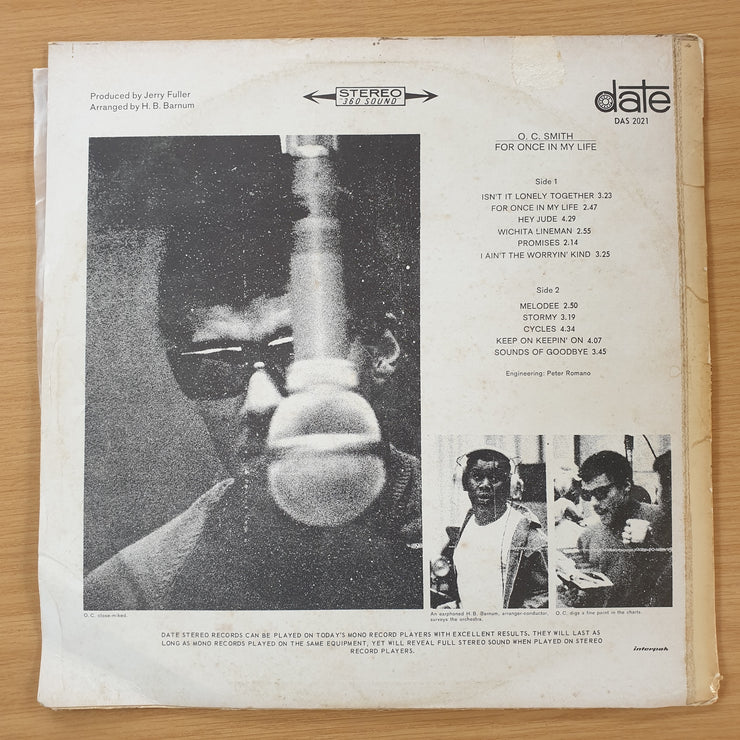 Produced by Jerry Fuller
Arranged by H. B. Barnum
STEREO
"360 SOUND"
date
DAS 2021
O. C. SMITH
FOR ONCE IN MY LIFE
Side 1
ISN'T IT LONELY TOGETHER 3.23
FOR ONCE IN MY LIFE 2.47
HEY JUDE 4.29
WICHITA LINEMAN 2.55
PROMISES 2.14
I AIN'T THE WORRYIN' KIND 3.25
Side 2
MELODEE 2.50
STORMY 3.19
CYCLES 4.34
KEEP ON KEEPIN' ON 4.07
SOUNDS OF GOODBYE 3.45
Engineering: Peter Romano
O. C. close-miked.
An earphoned H. B. Barnum, arranger-conductor,
surveys the orchestra.
O. C. digs a fine point in the charts.
DATE STEREO RECORDS CAN BE PLAYED ON TODAY'S MONO RECORD PLAYERS WITH EXCELLENT RESULTS. THEY WILL LAST AS
LONG AS MONO RECORDS PLAYED ON THE SAME EQUIPMENT, YET WILL REVEAL FULL STEREO SOUND WHEN PLAYED ON STEREO
RECORD PLAYERS.
interpak